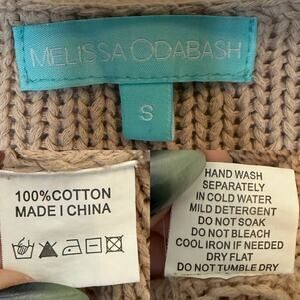 MELISSA ODABASH
S
100%COTTON
MADE I CHINA
HAND WASH
SEPARATELY
IN COLD WATER
MILD DETERGENT
DO NOT SOAK
DO NOT BLEACH
COOL IRON IF NEEDED
DRY FLAT
DO NOT TUMBLE DRY